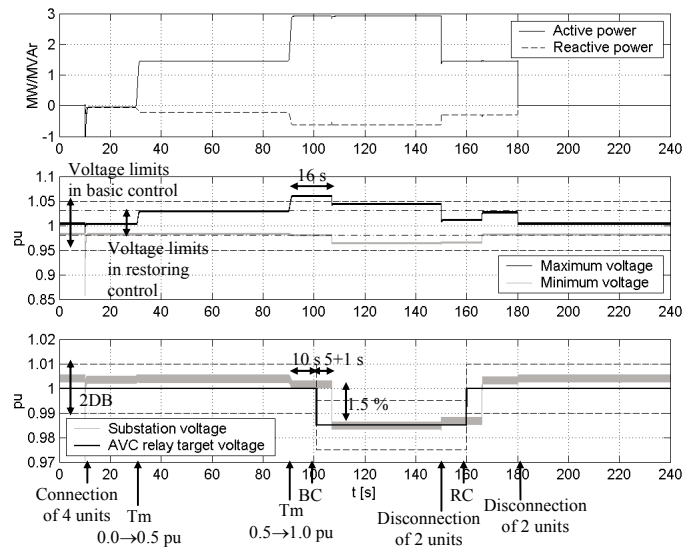 3
2
1
0
-1
MW/MVAr
Active power
Reactive power
0 20 40 60 80 100 120 140 160 180 200 220 240
1.1
1.05
1
0.95
0.9
0.85
pu
Voltage limits
in basic control
16 s
Voltage limits
in restoring
control
Maximum voltage
Minimum voltage
0 20 40 60 80 100 120 140 160 180 200 220 240
1.02
1.01
1
0.99
0.98
0.97
pu
2DB
10 s 5+1 s
1.5 %
Substation voltage
AVC relay target voltage
0 20 40 60 80 100 120 140 160 180 200 220 240
t [s]
Connection
of 4 units
Tm
0.0→0.5 pu
BC
Tm
0.5→1.0 pu
Disconnection
of 2 units
RC
Disconnection
of 2 units